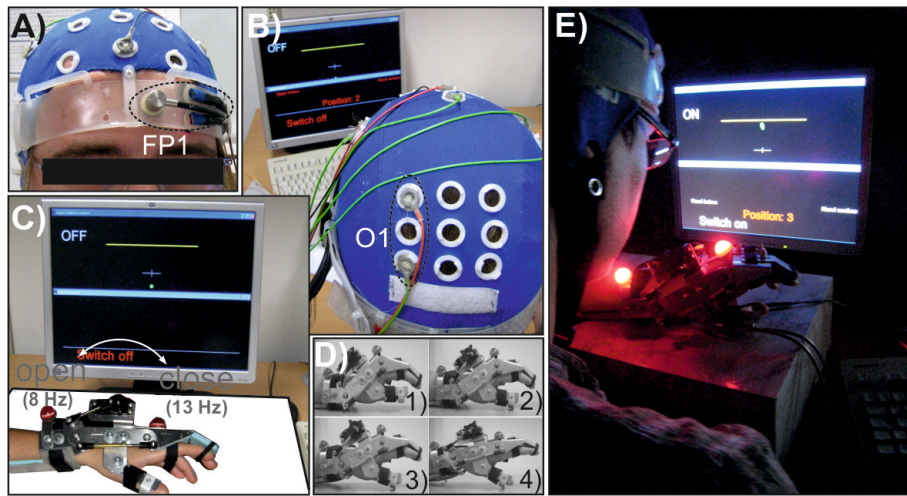 A)
FP1
B)
OFF
Position: 2
Switch off
O1
C)
OFF
Switch off
open
close
(8 Hz)
(13 Hz)
D)
1)
2)
3)
4)
E)
ON
Position: 3
Switch on